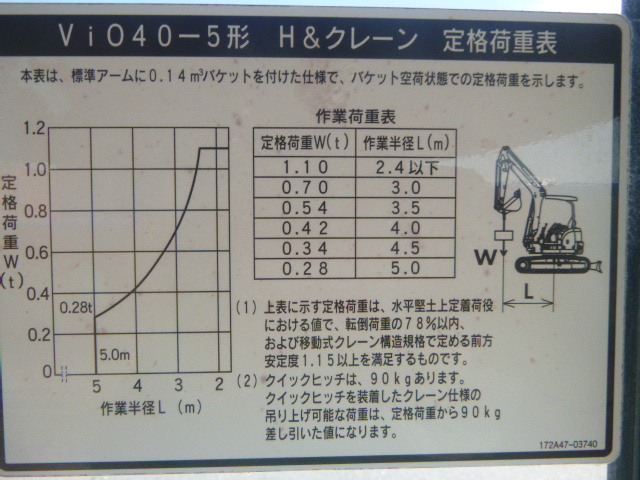 ViO40-5形 H&クレーン 定格荷重表
本表は、標準アームに0.14m³バケットを付けた仕様で、バケット空荷状態での定格荷重を示します。
定格荷重W(t)
1.2
1.0
0.8
0.6
0.4
0.2
0
0.28t
5.0m
5 4 3 2
作業半径L (m)
作業荷重表
定格荷重W(t) 作業半径L(m)
1.10 2.4以下
0.70 3.0
0.54 3.5
0.42 4.0
0.34 4.5
0.28 5.0
W
L
(1) 上表に示す定格荷重は、水平堅土上定着荷役
における値で、転倒荷重の78%以内、
および移動式クレーン構造規格で定める前方
安定度1.15以上を満足するものです。
(2) クイックヒッチは、90kgあります。
クイックヒッチを装着したクレーン仕様の
吊り上げ可能な荷重は、定格荷重から90kg
差し引いた値になります。
172A47-03740